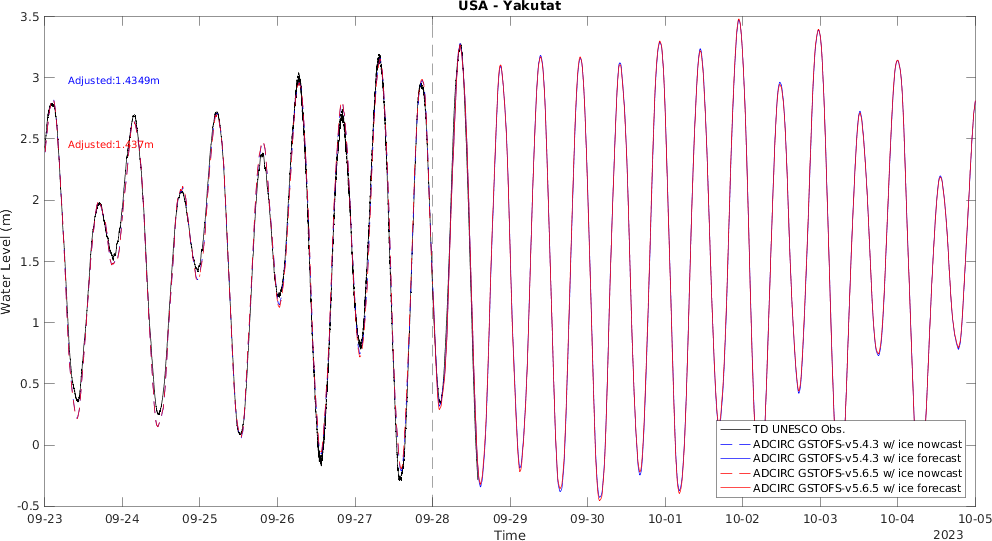 USA - Yakutat
Water Level (m)
3.5
3
2.5
2
1.5
1
0.5
0
-0.5
Adjusted:1.4349m
Adjusted:1.437m
TD UNESCO Obs.
ADCIRC GSTOFS-v5.4.3 w/ ice nowcast
ADCIRC GSTOFS-v5.4.3 w/ ice forecast
ADCIRC GSTOFS-v5.6.5 w/ ice nowcast
ADCIRC GSTOFS-v5.6.5 w/ ice forecast
09-23 09-24 09-25 09-26 09-27 09-28 09-29 09-30 10-01 10-02 10-03 10-04 10-05
Time
2023